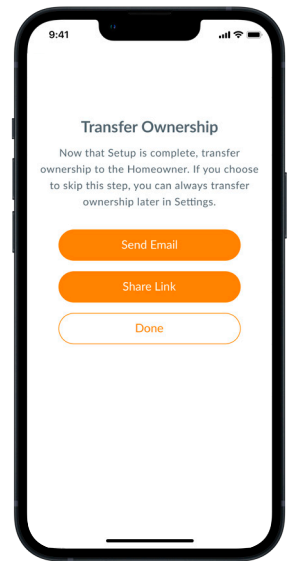 9:41
Transfer Ownership
Now that Setup is complete, transfer
ownership to the Homeowner. If you choose
to skip this step, you can always transfer
ownership later in Settings.
Send Email
Share Link
Done